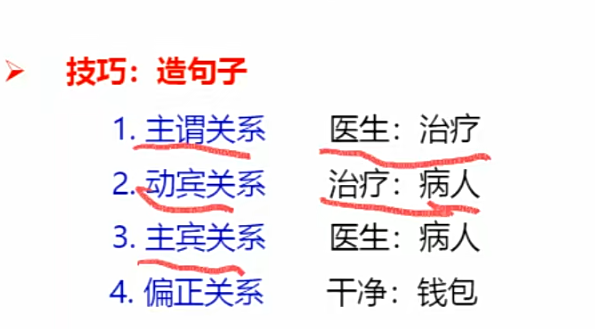 技巧：造句子
1. 主谓关系 医生：治疗
2. 动宾关系 治疗：病人
3. 主宾关系 医生：病人
4. 偏正关系 干净：钱包